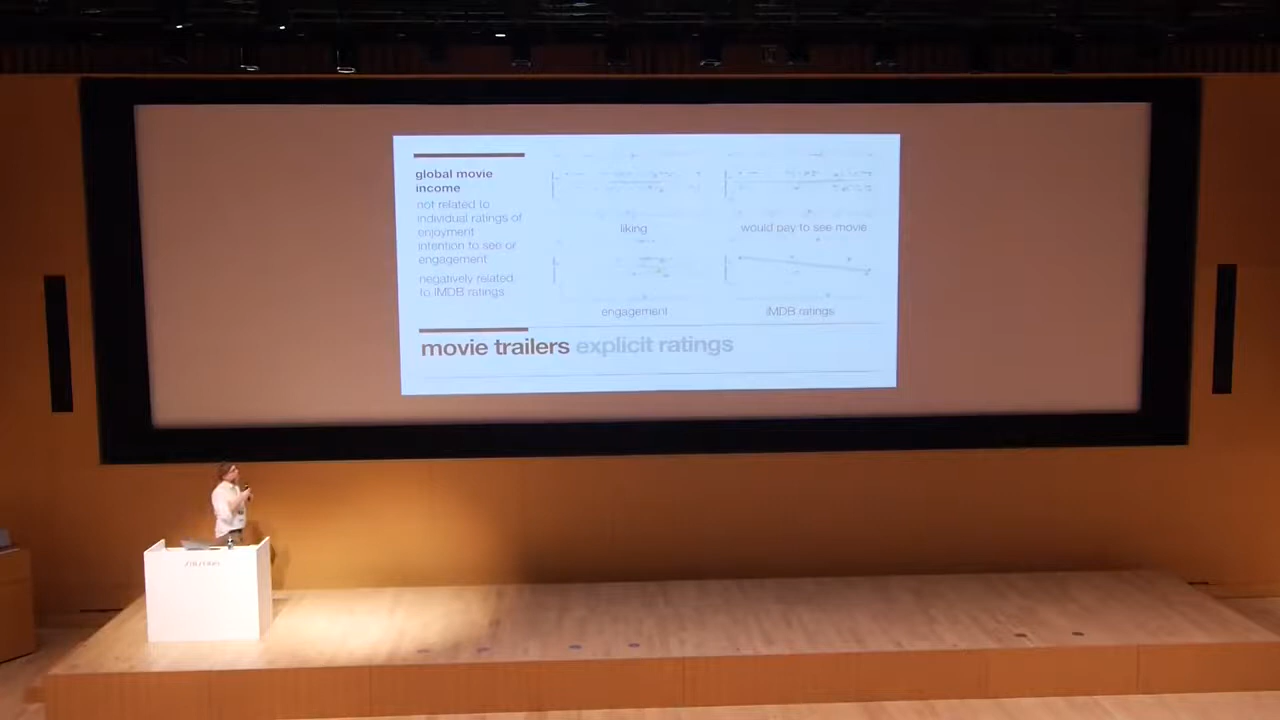 global movie
income
not related to
individual ratings of
enjoyment
intention to see or
engagement
negatively related
to IMDB ratings
liking
would pay to see movie
engagement
IMDB ratings
movie trailers explicit ratings